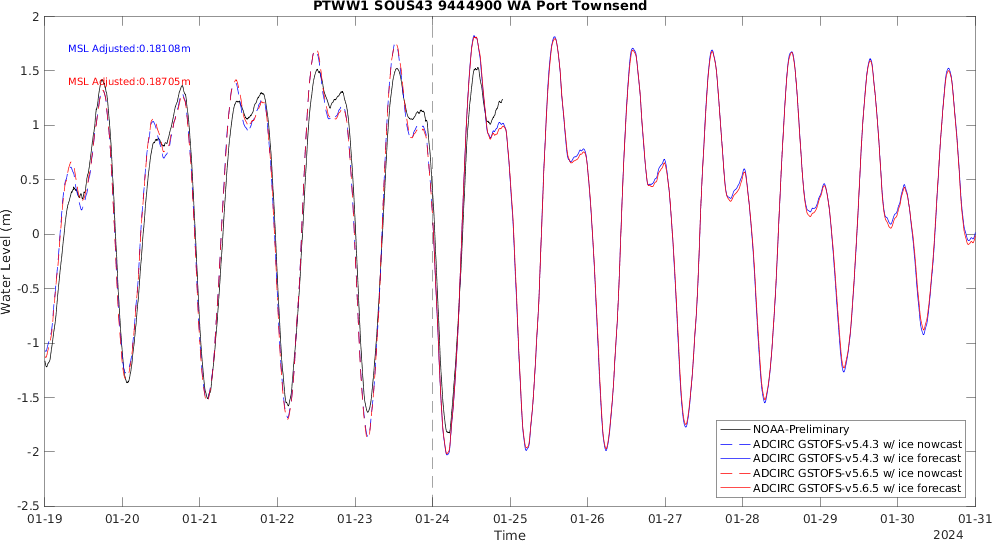 PTWW1 SOUS43 9444900 WA Port Townsend
MSL Adjusted:0.18108m
MSL Adjusted:0.18705m
Water Level (m)
2
1.5
1
0.5
0
-0.5
-1
-1.5
-2
-2.5
NOAA-Preliminary
ADCIRC GSTOFS-v5.4.3 w/ ice nowcast
ADCIRC GSTOFS-v5.4.3 w/ ice forecast
ADCIRC GSTOFS-v5.6.5 w/ ice nowcast
ADCIRC GSTOFS-v5.6.5 w/ ice forecast
01-19 01-20 01-21 01-22 01-23 01-24 01-25 01-26 01-27 01-28 01-29 01-30 01-31
Time
2024